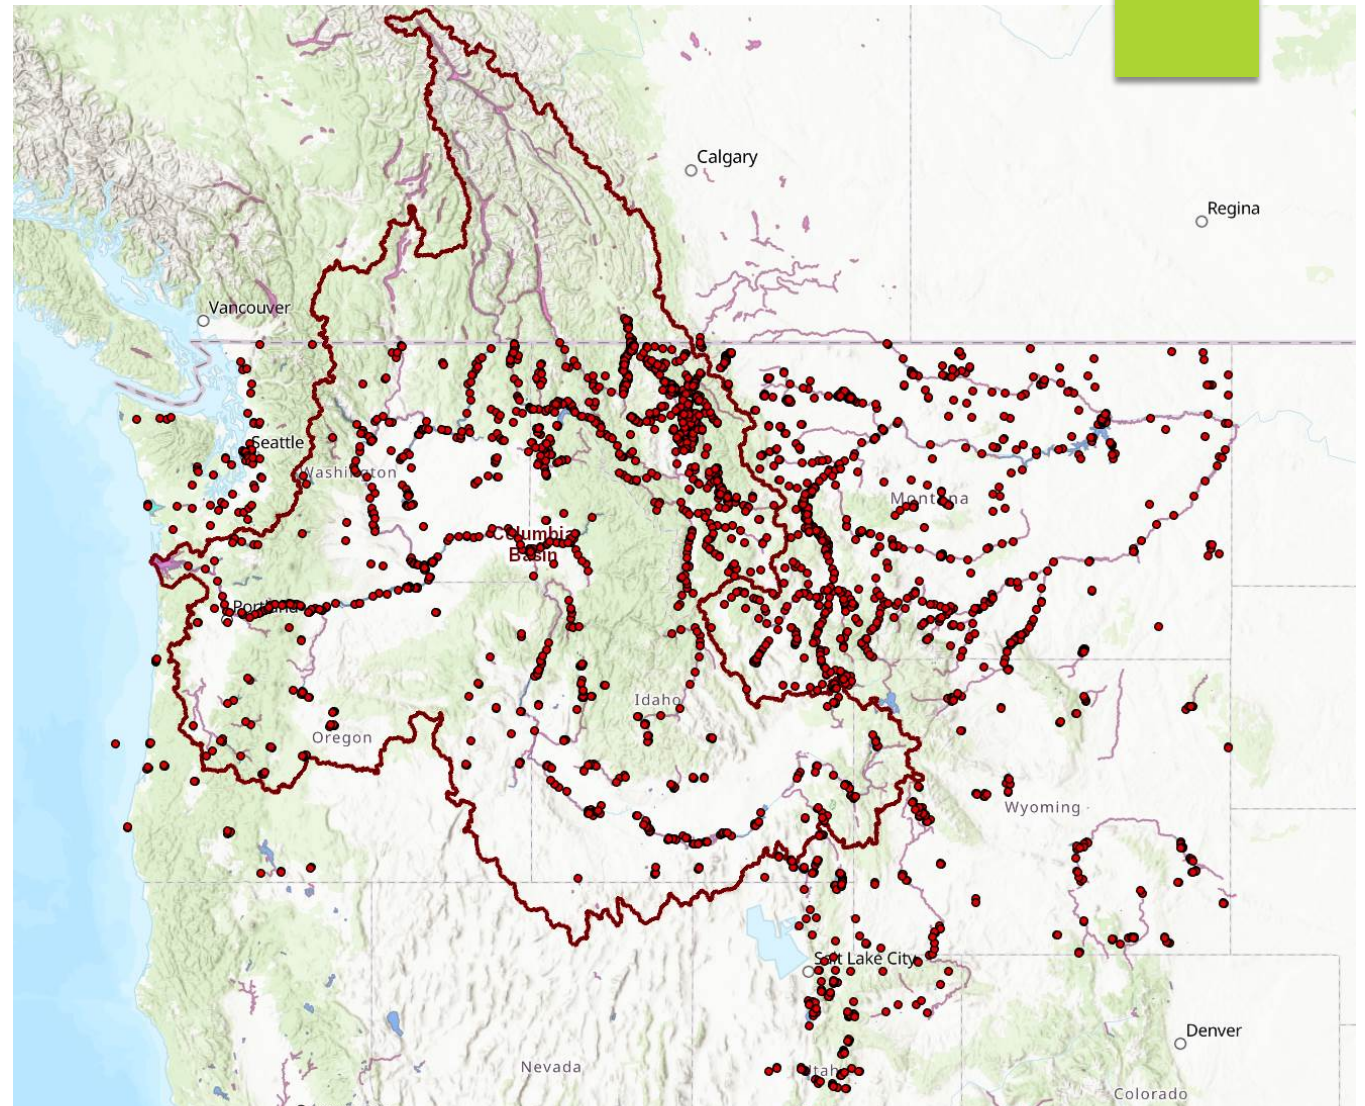 Calgary
Regina
Vancouver
Seattle
Washington
Montana
Columbia
Basin
Portland
Idaho
Oregon
Wyoming
Salt Lake City
Denver
Nevada
Utah
Colorado